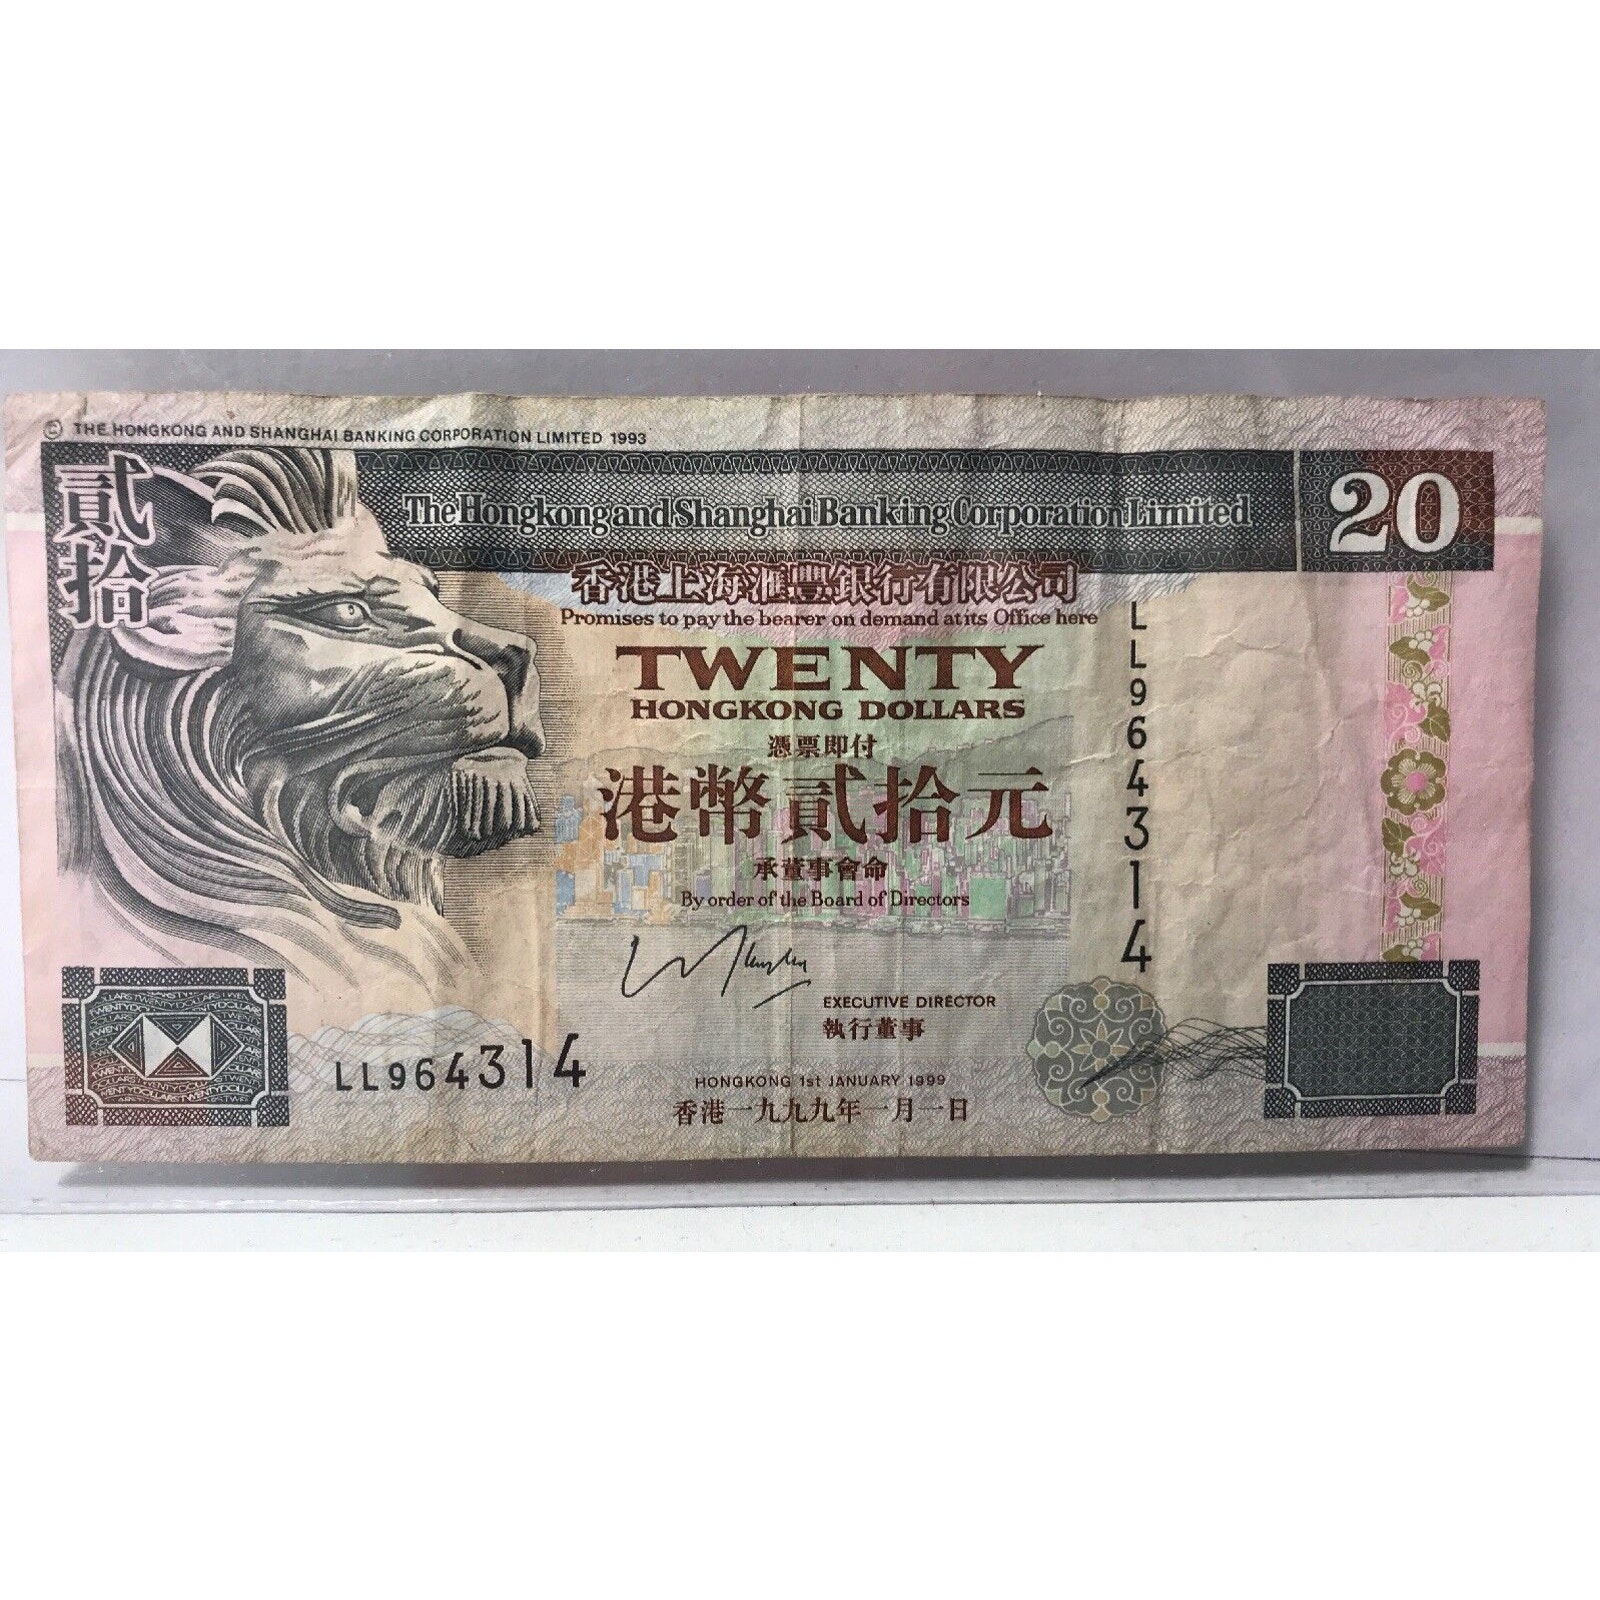 © THE HONGKONG AND SHANGHAI BANKING CORPORATION LIMITED 1993
貳拾
The Hongkong and Shanghai Banking Corporation Limited
20
香港上海滙豐銀行有限公司
Promises to pay the bearer on demand at its Office here
TWENTY
HONGKONG DOLLARS
憑票即付
港幣貳拾元
承董事會命
By order of the Board of Directors
EXECUTIVE DIRECTOR
執行董事
LL964314
LL964314
HONGKONG 1st JANUARY 1999
香港一九九九年一月一日